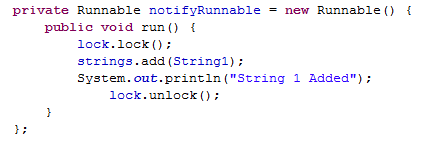 private Runnable notifyRunnable = new Runnable() {
    public void run() {
        lock.lock();
        strings.add(String1);
        System.out.println("String 1 Added");
            lock.unlock();
    }
};